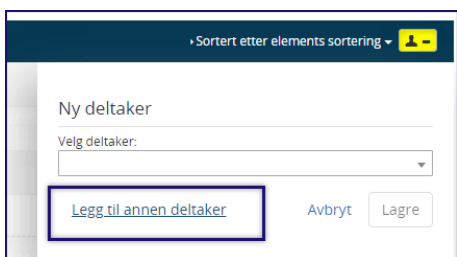 Sortert etter elements sortering
Ny deltaker
Velg deltaker:
Legg til annen deltaker
Avbryt
Lagre